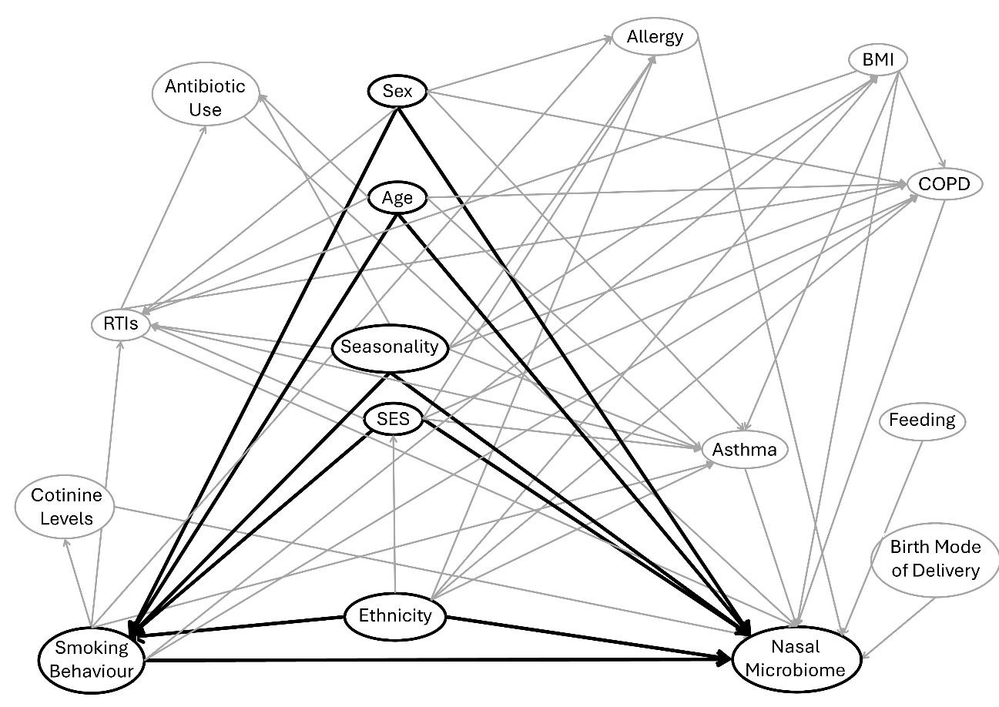 Allergy
BMI
Antibiotic
Use
Sex
COPD
Age
RTIs
Seasonality
SES
Feeding
Asthma
Cotinine
Levels
Birth Mode
of Delivery
Ethnicity
Smoking
Behaviour
Nasal
Microbiome